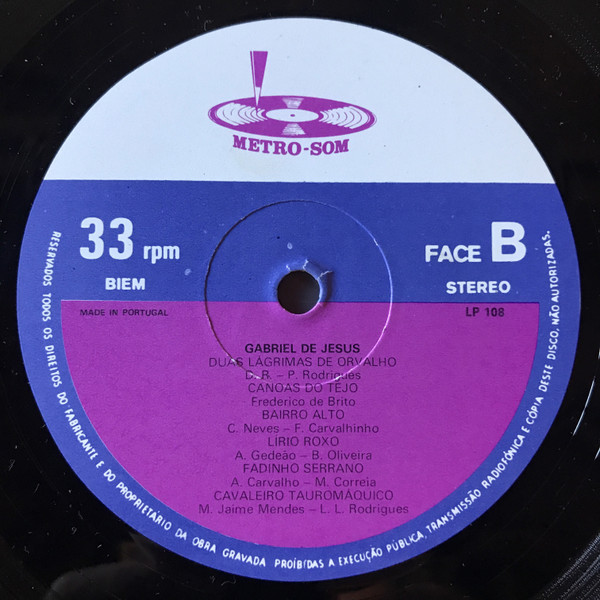 METRO-SOM
33 rpm
BIEM
FACE B
STEREO
MADE IN PORTUGAL
LP 108
GABRIEL DE JESUS
DUAS LÁGRIMAS DE ORVALHO
D. R. – P. Rodrigues
CANOAS DO TEJO
Frederico de Brito
BAIRRO ALTO
C. Neves – F. Carvalhinho
LIRIO ROXO
A. Gedeão – B. Oliveira
FADINHO SERRANO
A. Carvalho – M. Correia
CAVALEIRO TAUROMÁQUICO
M. Jaime Mendes – L. L. Rodrigues
RESERVADOS TODOS OS DIREITOS DO FABRICANTE E DO PROPRIETÁRIO DA OBRA GRAVADA PROÍBIDAS A EXECUÇÃO PÚBLICA, TRANSMISSÃO RADIOFÓNICA E CÓPIA DESTE DISCO, NÃO AUTORIZADAS.